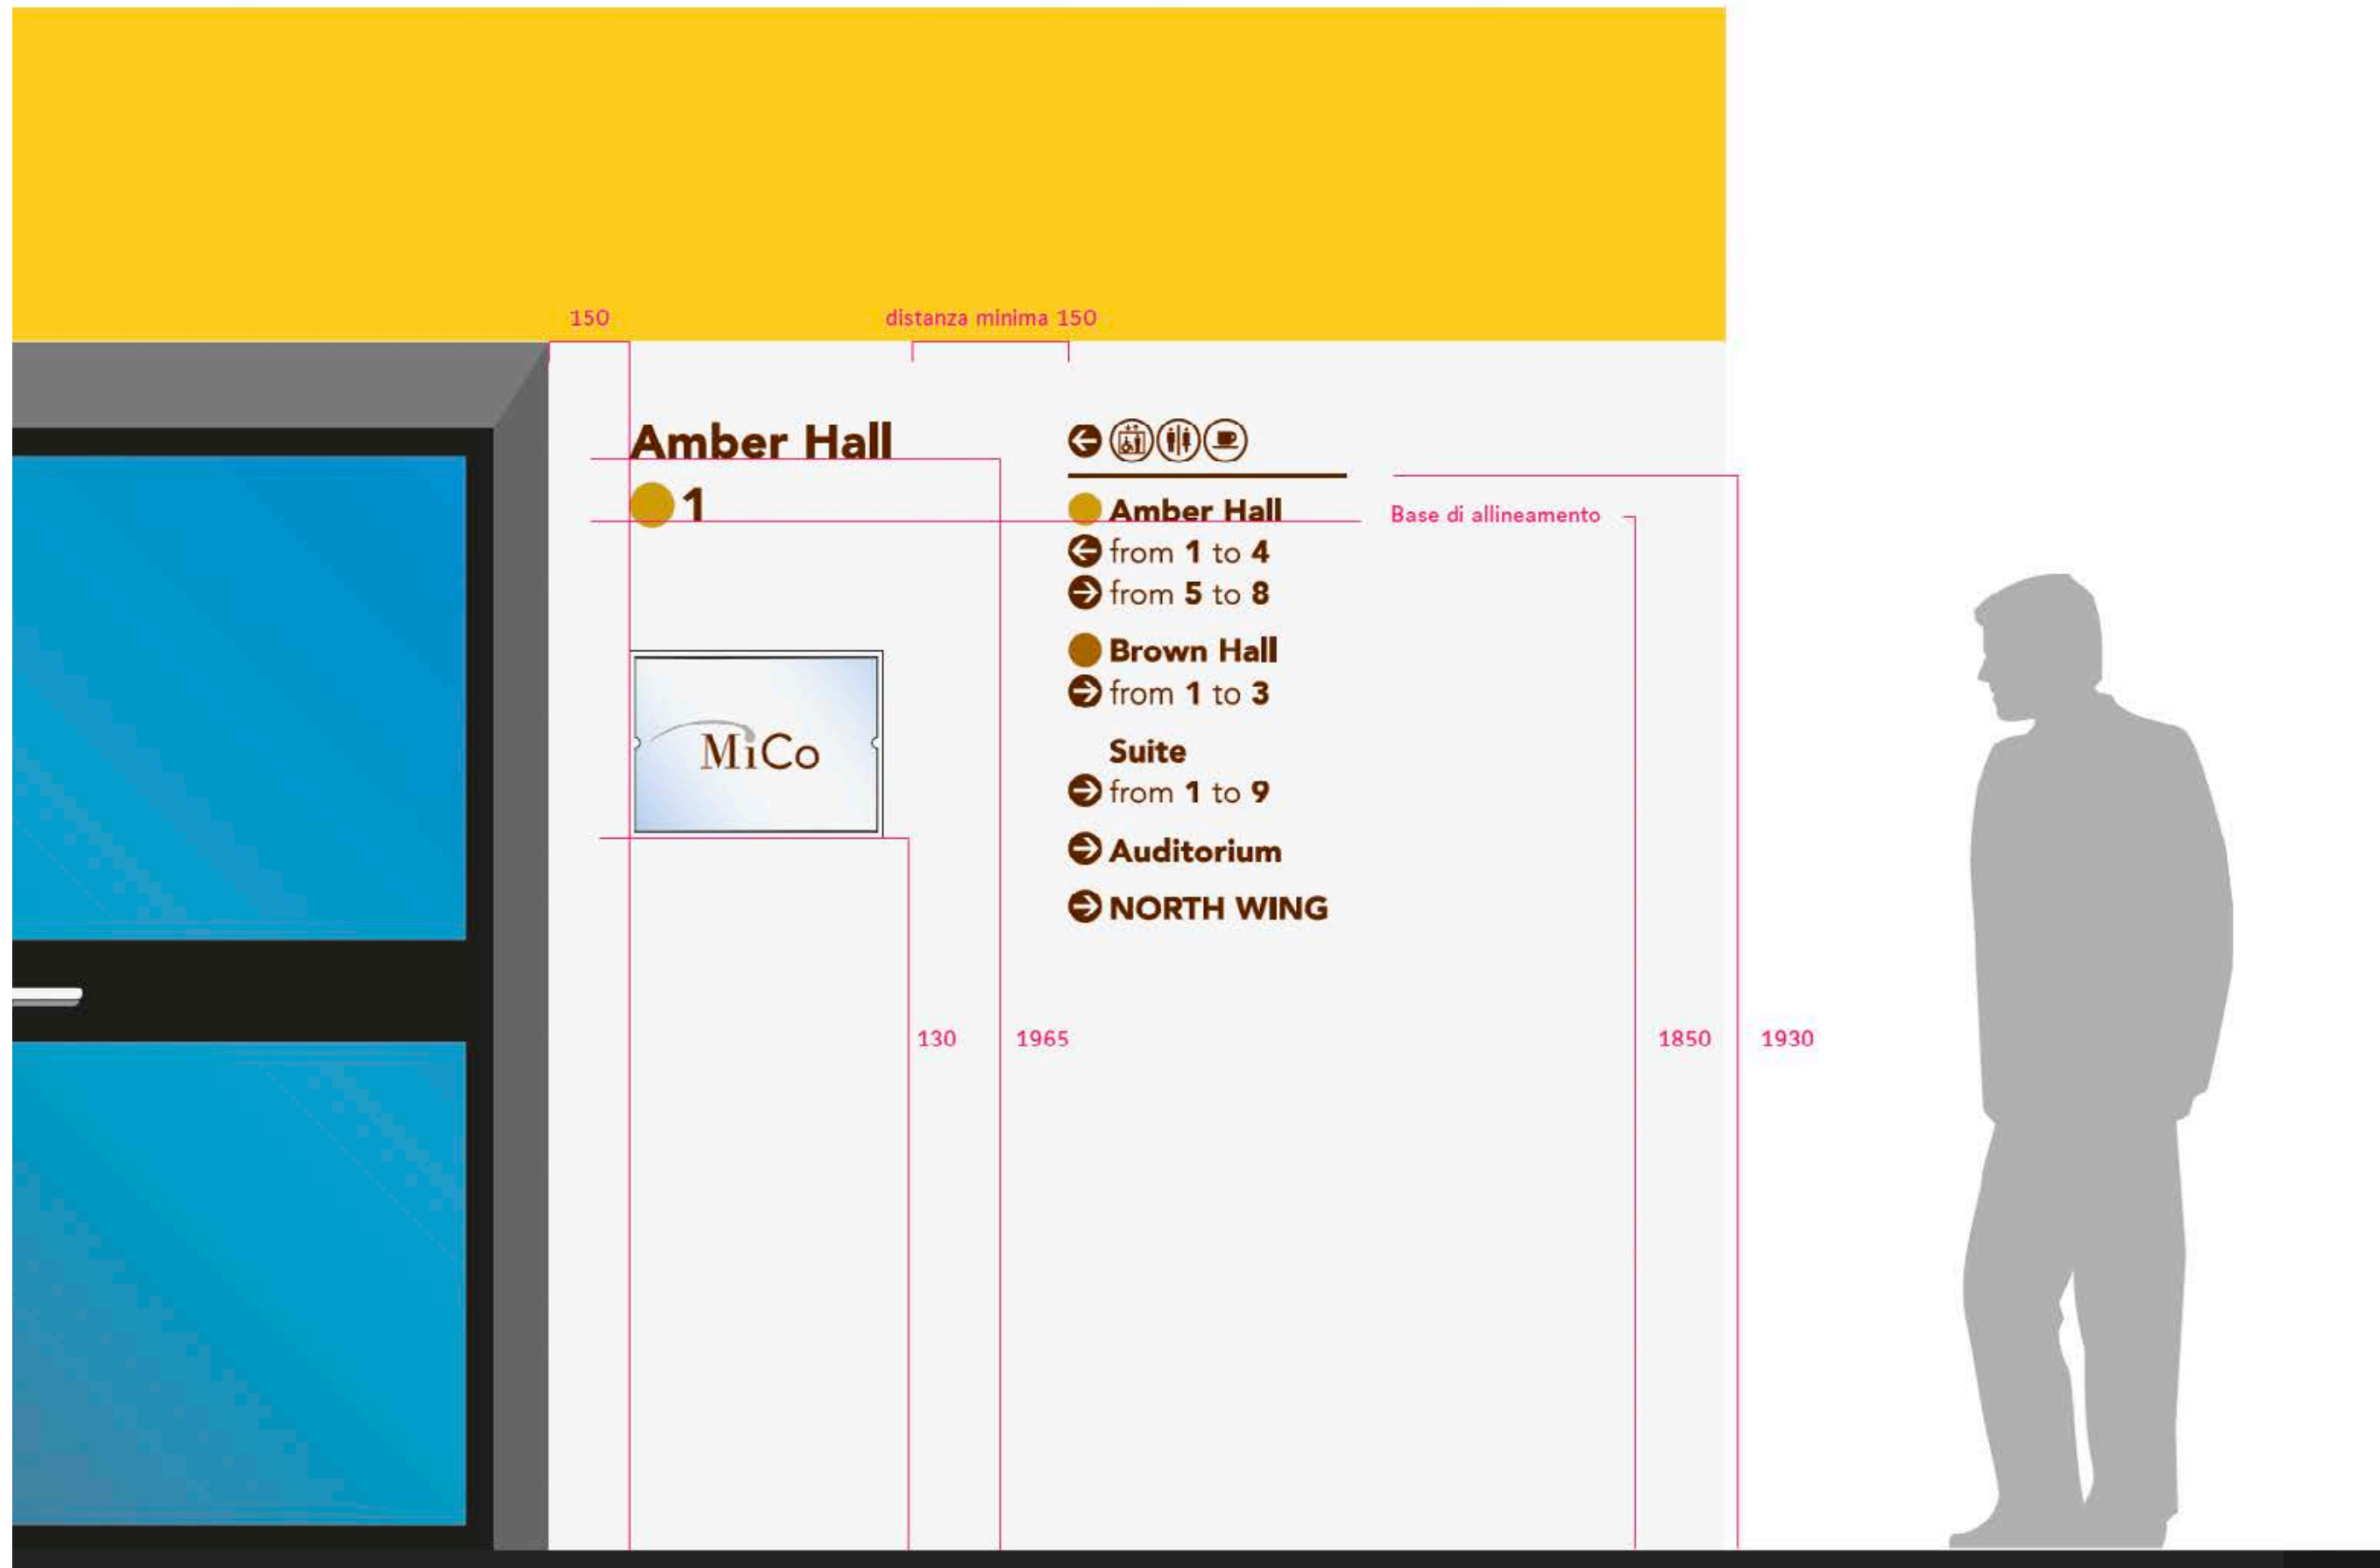 150
distanza minima 150
Amber Hall
1
MiCo
Amber Hall
from 1 to 4
from 5 to 8
Brown Hall
from 1 to 3
Suite
from 1 to 9
Auditorium
NORTH WING
Base di allineamento
130
1965
1850
1930